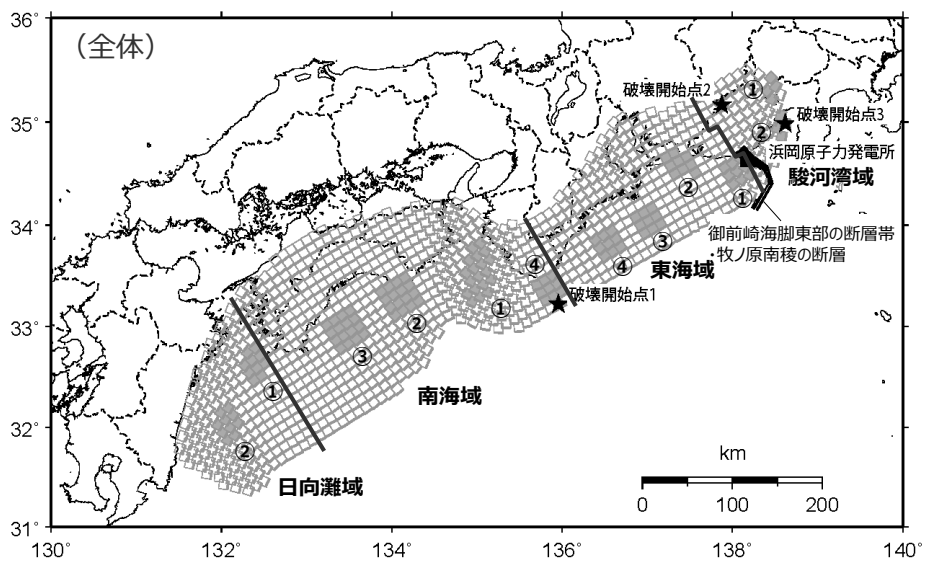 (全体)
36°
35°
34°
33°
32°
31°
130°
132°
134°
136°
138°
140°
破壊開始点2
①
破壊開始点3
②
浜岡原子力発電所
駿河湾域
②
①
御前崎海脚東部の断層帯
・牧ノ原南稜の断層
③
④
東海域
④
破壊開始点1
①
②
③
南海域
①
②
日向灘域
km
0 100 200